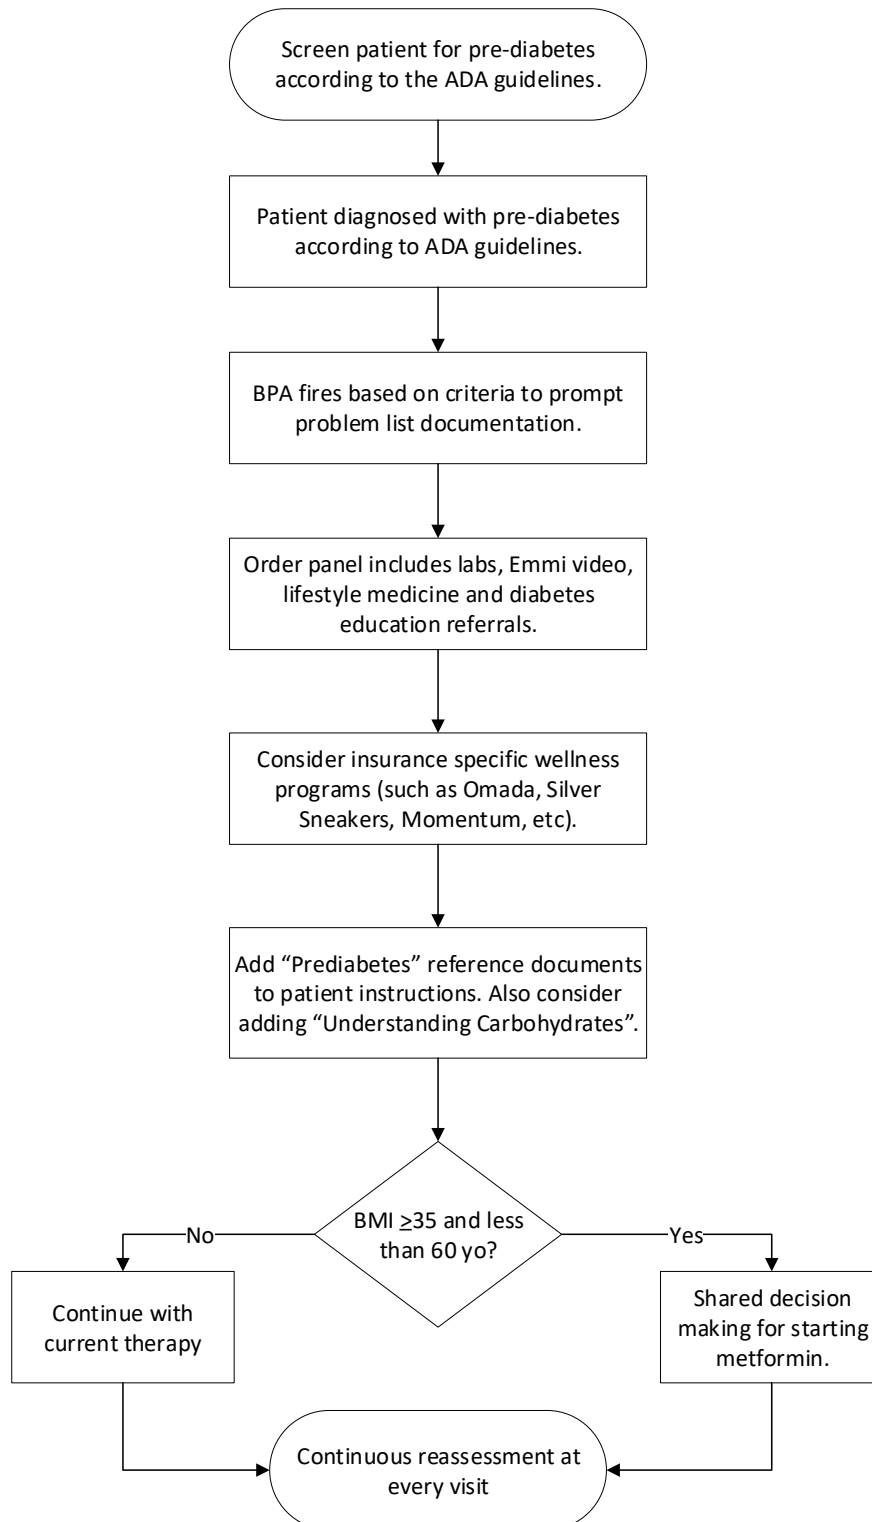 Screen patient for pre-diabetes
according to the ADA guidelines.
Patient diagnosed with pre-diabetes
according to ADA guidelines.
BPA fires based on criteria to prompt
problem list documentation.
Order panel includes labs, Emmi video,
lifestyle medicine and diabetes
education referrals.
Consider insurance specific wellness
programs (such as Omada, Silver
Sneakers, Momentum, etc).
Add “Prediabetes” reference documents
to patient instructions. Also consider
adding “Understanding Carbohydrates”.
BMI ≥35 and less
than 60 yo?
No
Yes
Continue with
current therapy
Shared decision
making for starting
metformin.
Continuous reassessment at
every visit